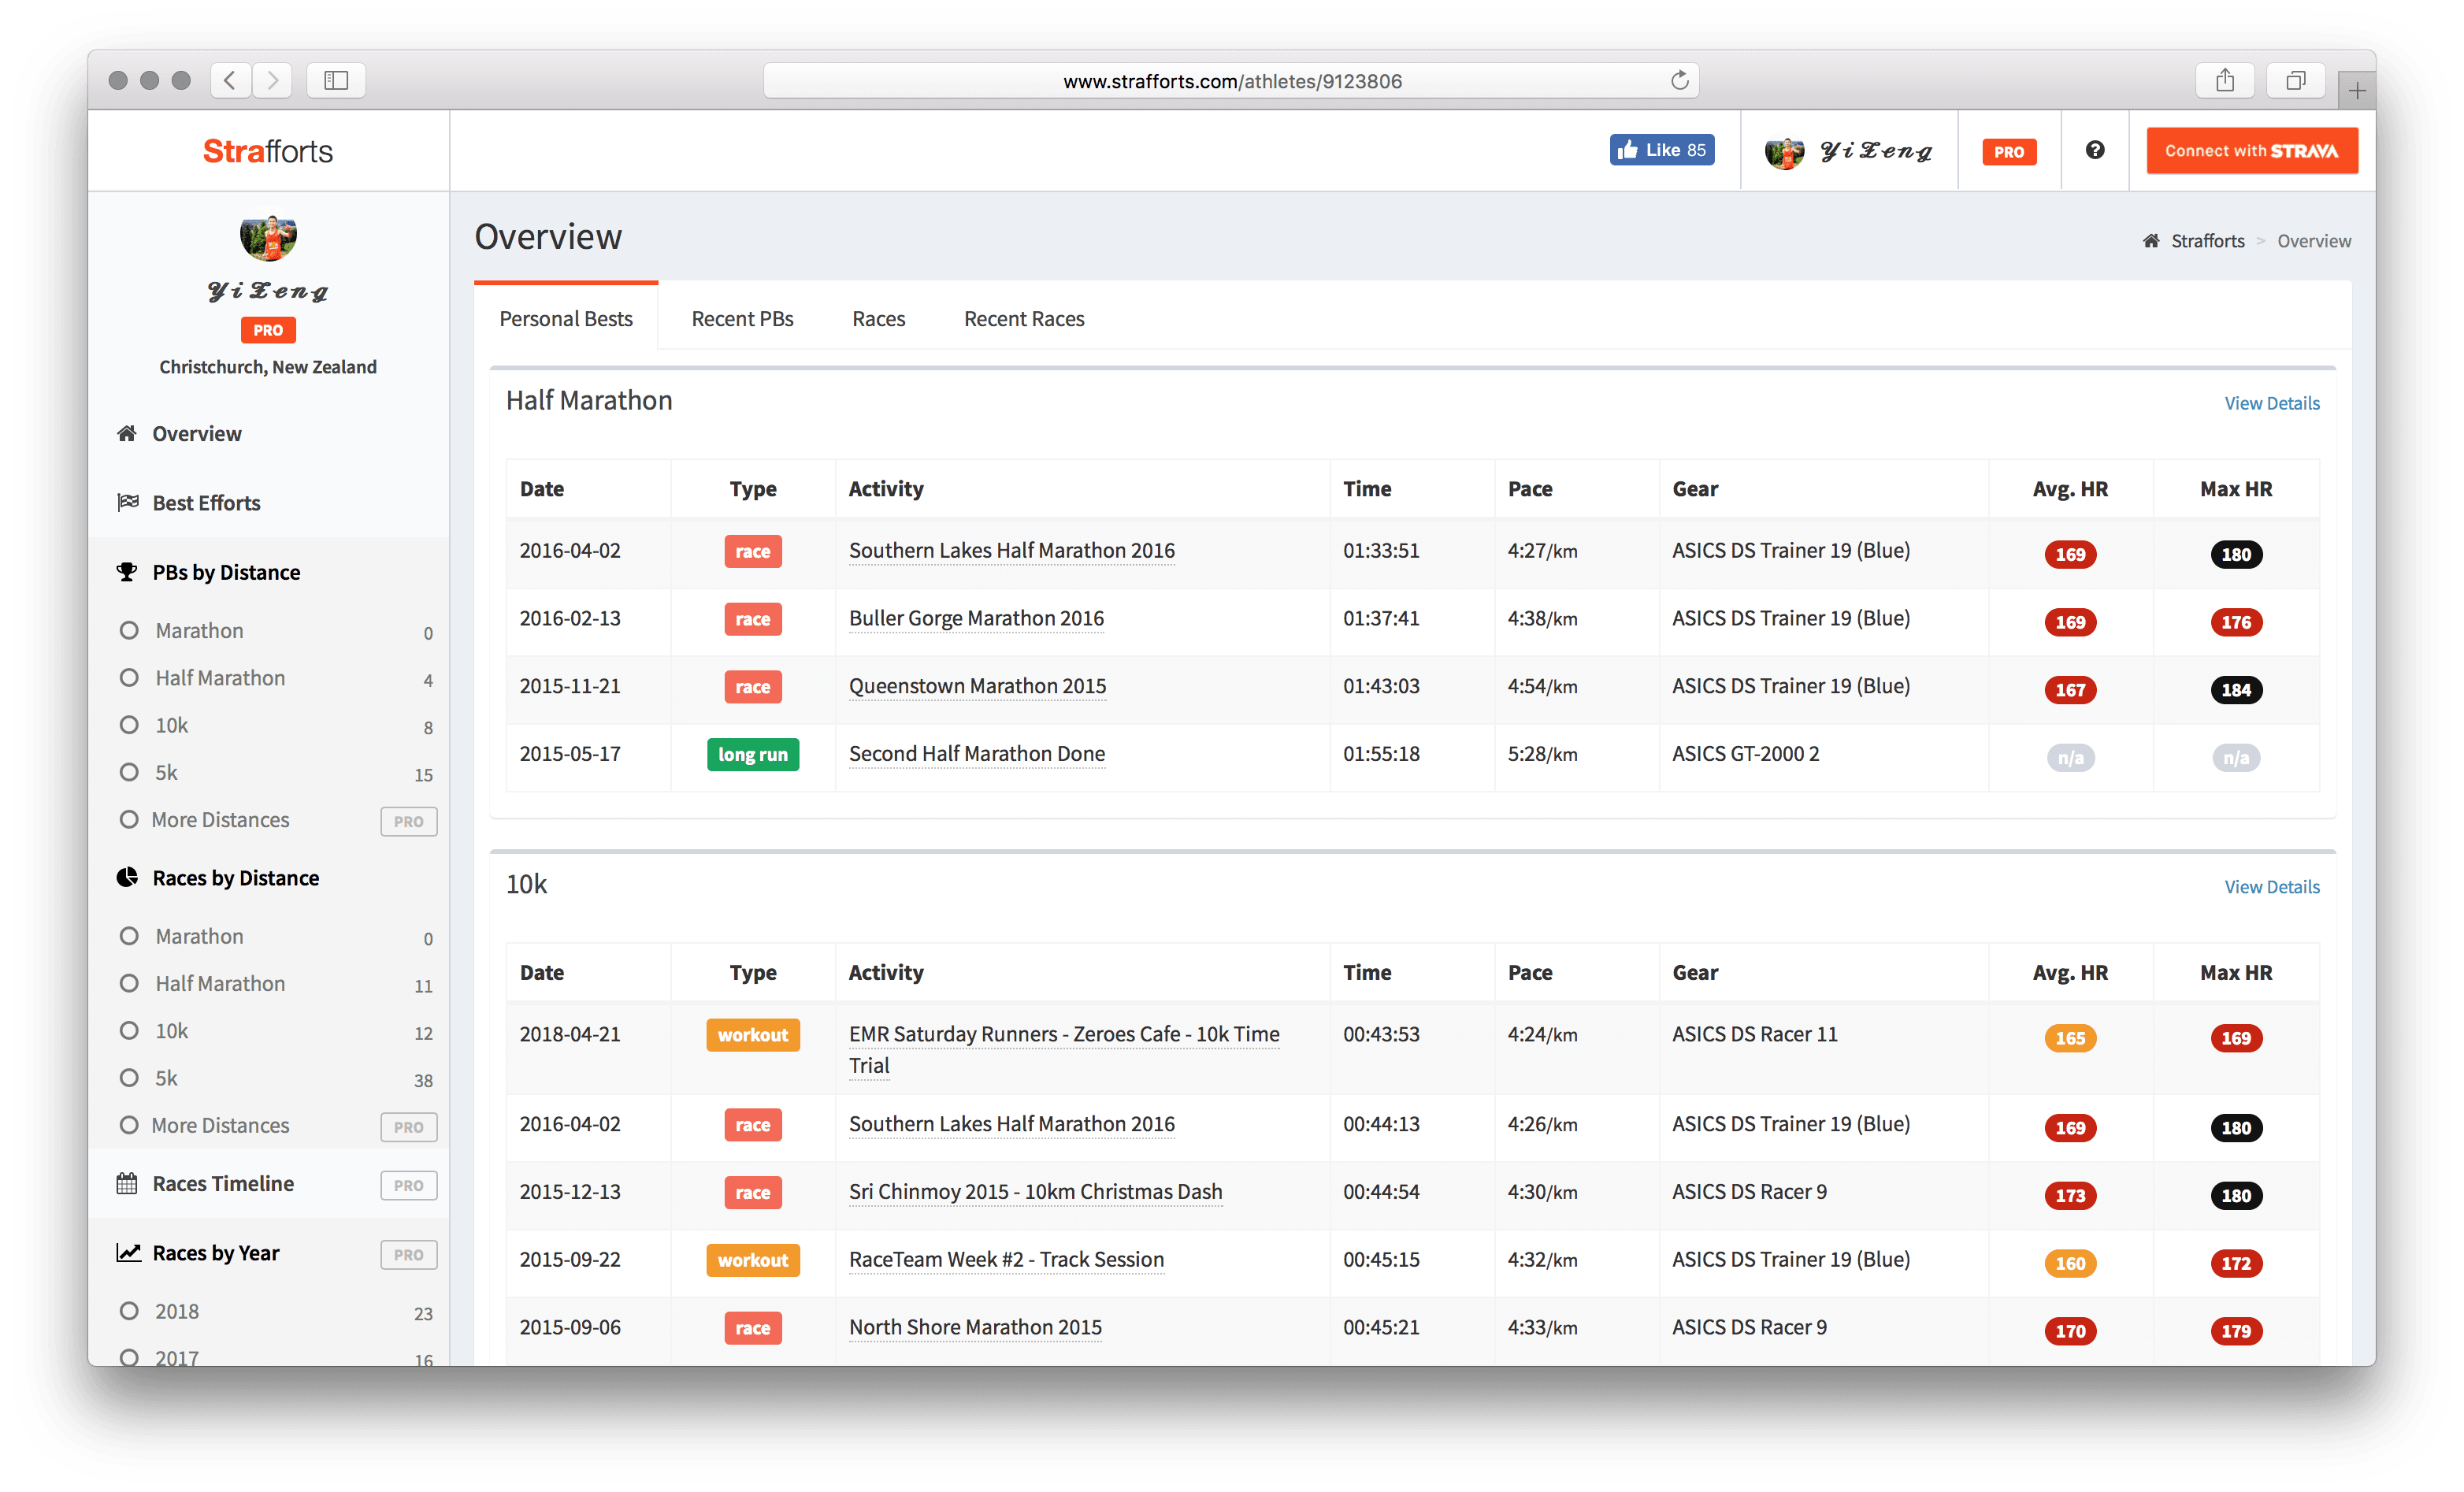 www.strafforts.com/athletes/9123806
Strafforts
Like 85
𝒴𝒾 𝒵𝑒𝓃𝑔
PRO
Connect with STRAVA
𝒴𝒾 𝒵𝑒𝓃𝑔
PRO
Christchurch, New Zealand
Overview
Best Efforts
PBs by Distance
Marathon 0
Half Marathon 4
10k 8
5k 15
More Distances PRO
Races by Distance
Marathon 0
Half Marathon 11
10k 12
5k 38
More Distances PRO
Races Timeline PRO
Races by Year PRO
2018 23
2017 16
Overview
Strafforts > Overview
Personal Bests Recent PBs Races Recent Races
Half Marathon View Details
Date Type Activity Time Pace Gear Avg. HR Max HR
2016-04-02 race Southern Lakes Half Marathon 2016 01:33:51 4:27/km ASICS DS Trainer 19 (Blue) 169 180
2016-02-13 race Buller Gorge Marathon 2016 01:37:41 4:38/km ASICS DS Trainer 19 (Blue) 169 176
2015-11-21 race Queenstown Marathon 2015 01:43:03 4:54/km ASICS DS Trainer 19 (Blue) 167 184
2015-05-17 long run Second Half Marathon Done 01:55:18 5:28/km ASICS GT-2000 2 n/a n/a
10k View Details
Date Type Activity Time Pace Gear Avg. HR Max HR
2018-04-21 workout EMR Saturday Runners - Zeroes Cafe - 10k Time 00:43:53 4:24/km ASICS DS Racer 11 165 169
Trial
2016-04-02 race Southern Lakes Half Marathon 2016 00:44:13 4:26/km ASICS DS Trainer 19 (Blue) 169 180
2015-12-13 race Sri Chinmoy 2015 - 10km Christmas Dash 00:44:54 4:30/km ASICS DS Racer 9 173 180
2015-09-22 workout RaceTeam Week #2 - Track Session 00:45:15 4:32/km ASICS DS Trainer 19 (Blue) 160 172
2015-09-06 race North Shore Marathon 2015 00:45:21 4:33/km ASICS DS Racer 9 170 179